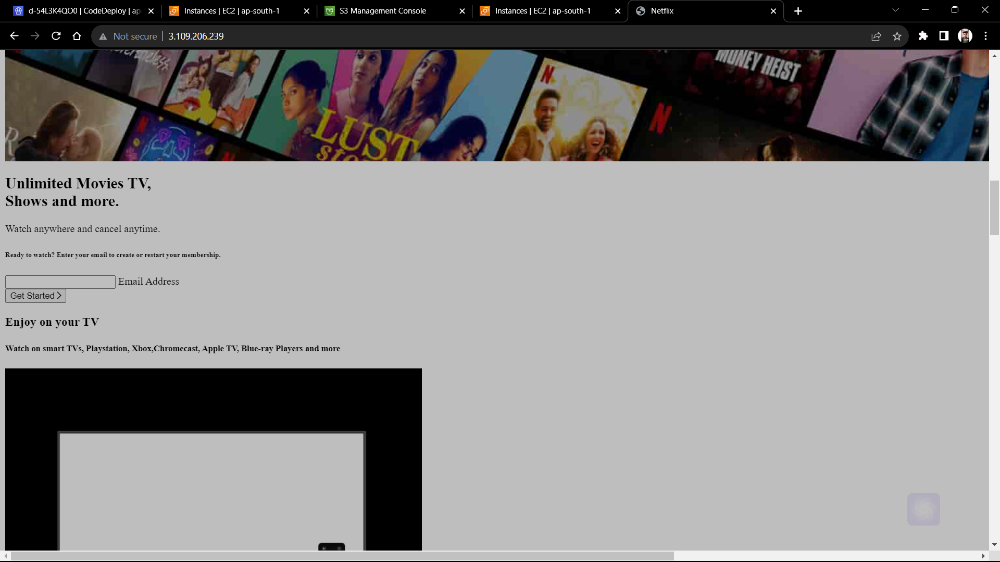 d-54L3K4QO0 | CodeDeploy | ap-
Instances | EC2 | ap-south-1
S3 Management Console
Instances | EC2 | ap-south-1
Netflix
Not secure
3.109.206.239
MONEY HEIST
N
N
LUST
R
Unlimited Movies TV,
Shows and more.
Watch anywhere and cancel anytime.
Ready to watch? Enter your email to create or restart your membership.
Email Address
Get Started
Enjoy on your TV
Watch on smart TVs, Playstation, Xbox,Chromecast, Apple TV, Blue-ray Players and more